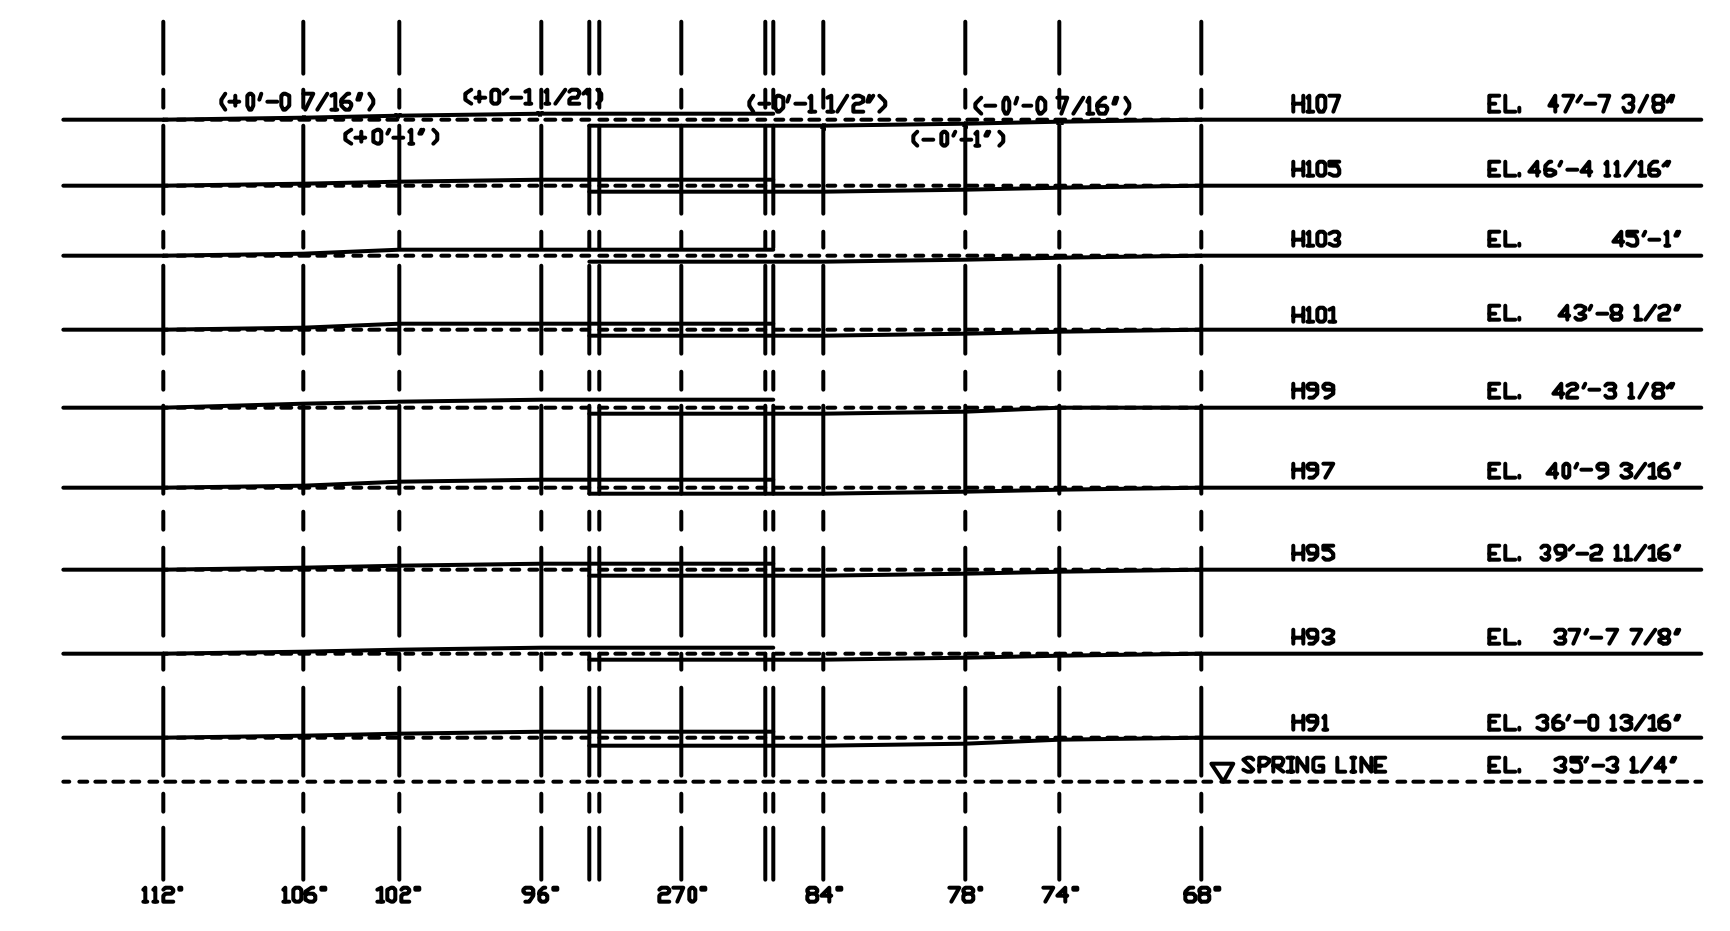 (+0'-0 7/16") (+0'-1 1/2") (-0'-1 1/2") (-0'-0 7/16") H107 EL. 47'-7 3/8"
(+0'-1") (-0'-1")
H105 EL. 46'-4 11/16"
H103 EL. 45'-1"
H101 EL. 43'-8 1/2"
H99 EL. 42'-3 1/8"
H97 EL. 40'-9 3/16"
H95 EL. 39'-2 11/16"
H93 EL. 37'-7 7/8"
H91 EL. 36'-0 13/16"
SPRING LINE EL. 35'-3 1/4"
112° 106° 102° 96° 270° 84° 78° 74° 68°